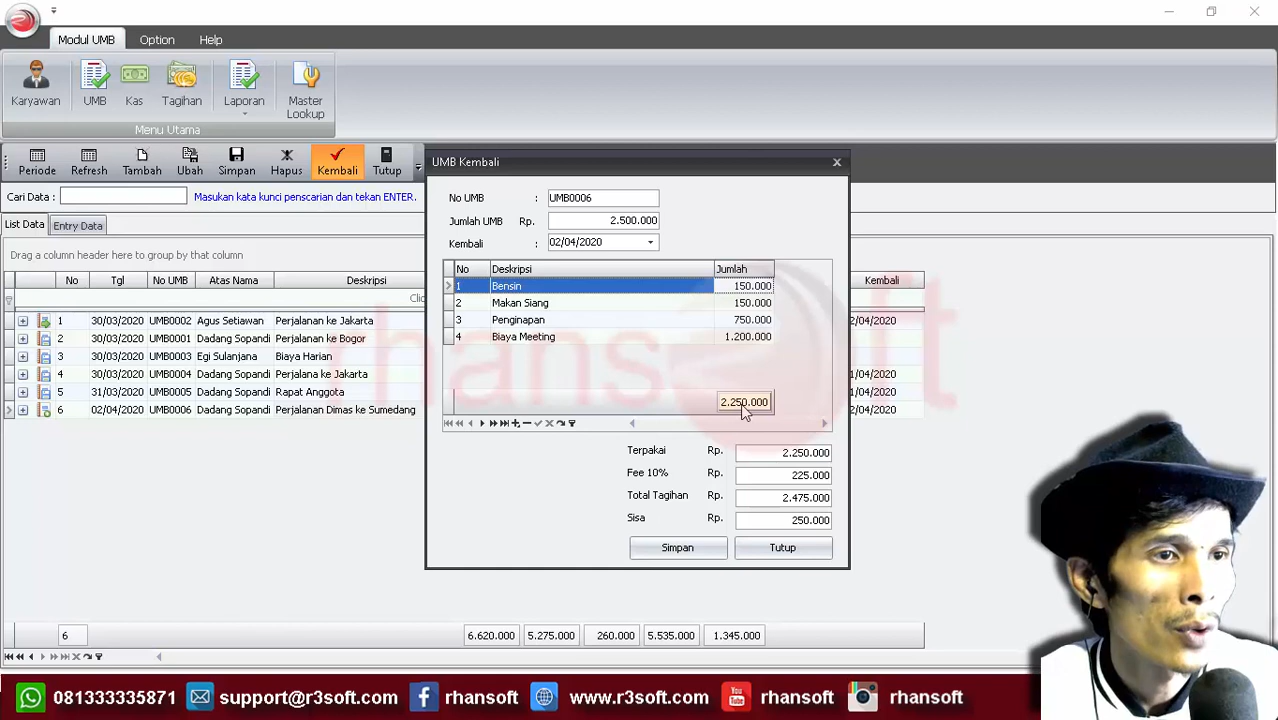 Modul UMB Option Help
Karyawan UMB Kas Tagihan Laporan Master Lookup
Menu Utama
Periode Refresh Tambah Ubah Simpan Hapus Kembali Tutup
Cari Data : Masukan kata kunci penscarian dan tekan ENTER.
List Data Entry Data
Drag a column header here to group by that column
No Tgl No UMB Atas Nama Deskripsi Kembali
Clic
1 30/03/2020 UMB0002 Agus Setiawan Perjalanan ke Jakarta 2/04/2020
2 30/03/2020 UMB0001 Dadang Sopandi Perjalanan ke Bogor
3 30/03/2020 UMB0003 Egi Sulanjana Biaya Harian
4 30/03/2020 UMB0004 Dadang Sopandi Perjalana ke Jakarta 1/04/2020
5 31/03/2020 UMB0005 Dadang Sopandi Rapat Anggota 2/04/2020
6 02/04/2020 UMB0006 Dadang Sopandi Perjalanan Dimas ke Sumedang 2/04/2020
6 6.620.000 5.275.000 260.000 5.535.000 1.345.000
UMB Kembali
No UMB : UMB0006
Jumlah UMB Rp. 2.500.000
Kembali : 02/04/2020
No Deskripsi Jumlah
1 Bensin 150.000
2 Makan Siang 150.000
3 Penginapan 750.000
4 Biaya Meeting 1.200.000
2.250.000
Terpakai Rp. 2.250.000
Fee 10% Rp. 225.000
Total Tagihan Rp. 2.475.000
Sisa Rp. 250.000
Simpan Tutup
rhansoft
081333335871 support@r3soft.com rhansoft www.r3soft.com rhansoft rhansoft